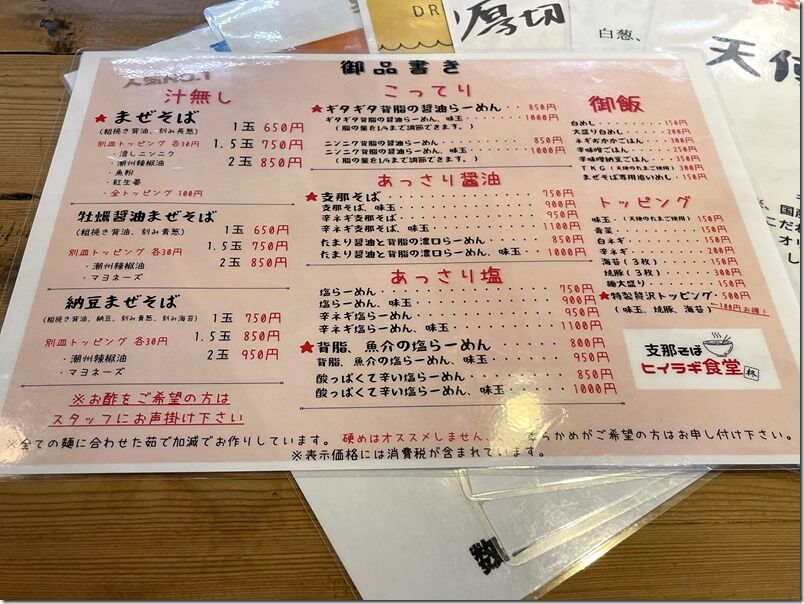 DR
厚切
白葱、
天使
御品書き
人気NO.1
汁無し
★まぜそば
(粗挽き背油、刻み長葱)
1玉 650円
別皿トッピング 各30円
1.5玉 750円
・潰しニンニク
・潮州辣椒油
2玉 850円
・魚粉
・紅生姜
・全トッピング 100円
牡蠣醤油まぜそば
(粗挽き背油、刻み青葱)
1玉 650円
別皿トッピング 各30円
1.5玉 750円
・潮州辣椒油
2玉 850円
・マヨネーズ
納豆まぜそば
(粗挽き背油、納豆、刻み青葱、刻み海苔)
1玉 750円
別皿トッピング 各30円
1.5玉 850円
・潮州辣椒油
2玉 950円
・マヨネーズ
※お酢をご希望の方は
スタッフにお声掛け下さい
こってり
★ギタギタ背脂の醤油らーめん・・850円
ギタギタ背脂の醤油らーめん、味玉・・・・1000円
(脂の量を1/4まで調節できます。)
ニンニク背脂の醤油らーめん・・・・・850円
ニンニク背脂の醤油らーめん、味玉・・・・1000円
(脂の量を1/4まで調節できます。)
あっさり醤油
★支那そば・・・・・・・・・・750円
支那そば、味玉・・・・・・・・・900円
辛ネギ支那そば・・・・・・・・・950円
辛ネギ支那そば、味玉・・・・・・1100円
たまり醤油と背脂の濃口らーめん・・・850円
たまり醤油と背脂の濃口らーめん、味玉・・1000円
あっさり塩
塩らーめん・・・・・・・・・・750円
塩らーめん、味玉・・・・・・・・900円
辛ネギ塩らーめん・・・・・・・・950円
辛ネギ塩らーめん、味玉・・・・・1100円
★背脂、魚介の塩らーめん・・・・800円
背脂、魚介の塩らーめん、味玉・・・950円
酸っぱくて辛い塩らーめん・・・・・850円
酸っぱくて辛い塩らーめん、味玉・・1000円
御飯
白めし・・・・・・・・150円
大盛り白めし・・・・・200円
ネギおかかごはん・・・300円
辛味噌ごはん・・・・・250円
辛味噌納豆ごはん・・・350円
TKG(天使のたまご使用)・・300円
まぜそば専用追いめし・・150円
トッピング
味玉・(天使のたまご使用)150円
青菜・・・・・・・・150円
白ネギ・・・・・・・150円
辛ネギ・・・・・・・200円
海苔(3枚)・・・・・150円
焼豚(3枚)・・・・・300円
麺大盛り・・・・・・150円
★特製贅沢トッピング・500円
(味玉、焼豚、海苔)
100円お得!
支那そば
ヒイラギ食堂
柊
※全ての麺に合わせた茹で加減でお作りしています。 硬めはオススメしません、 柔らかめがご希望の方はお申し付け下さい。
※表示価格には消費税が含まれています。
数